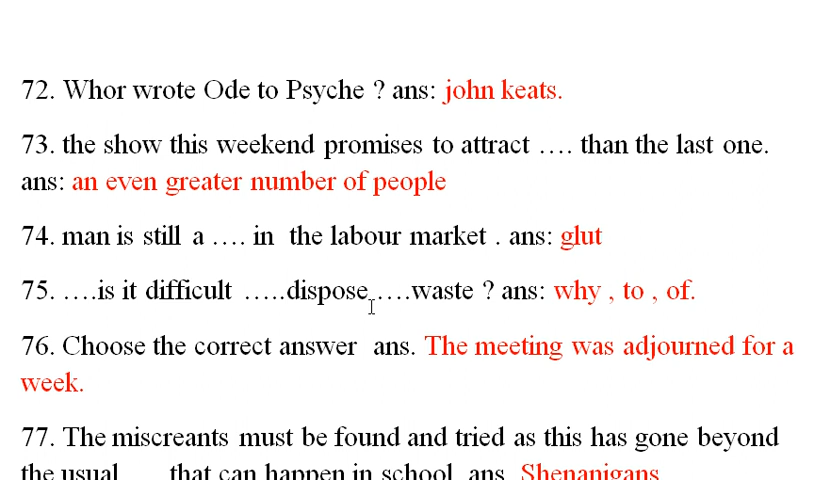 72. Whor wrote Ode to Psyche ? ans: john keats.
73. the show this weekend promises to attract …. than the last one.
ans: an even greater number of people
74. man is still a …. in the labour market . ans: glut
75. ….is it difficult …..dispose….waste ? ans: why , to , of.
76. Choose the correct answer ans. The meeting was adjourned for a
week.
77. The miscreants must be found and tried as this has gone beyond
the usual that can happen in school ans. Shenanigans